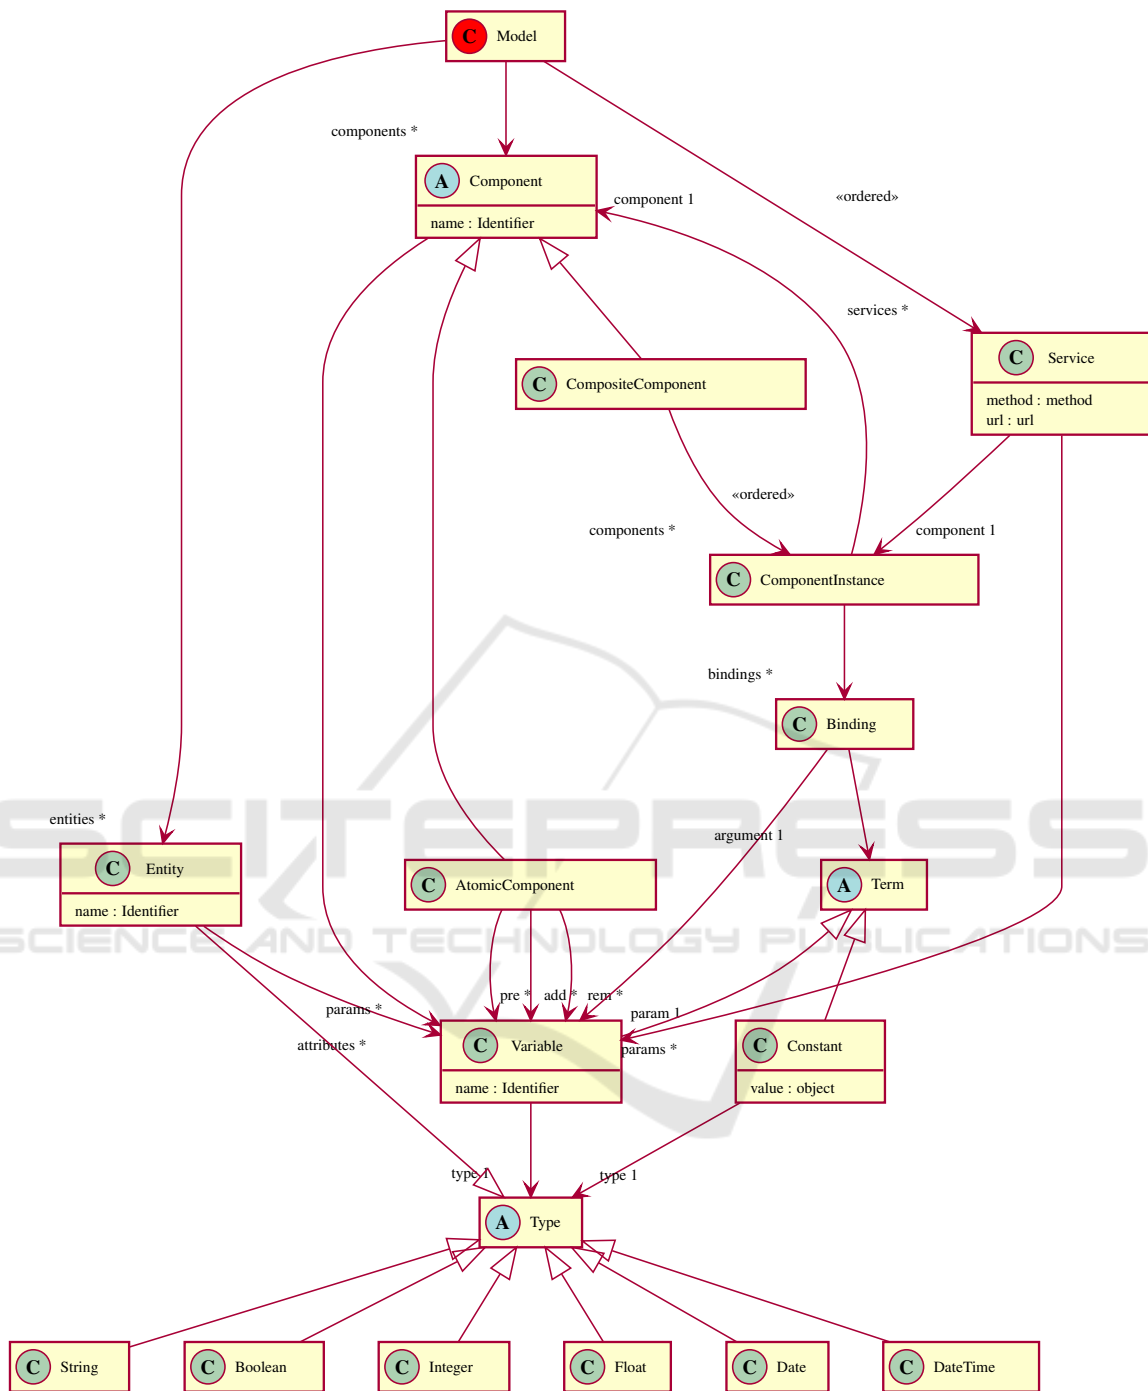 C Model
components *
A Component
name : Identifier
component 1
«ordered»
services *
C CompositeComponent
C Service
method : method
url : url
«ordered»
components *
component 1
C ComponentInstance
bindings *
C Binding
SCITEPRESS
SCIENCE AND TECHNOLOGY PUBLICATIONS
entities *
argument 1
C Entity
name : Identifier
C AtomicComponent
A Term
pre *
add *
rem *
params *
param 1
attributes *
params *
C Variable
name : Identifier
C Constant
value : object
type 1
type 1
A Type
C String
C Boolean
C Integer
C Float
C Date
C DateTime